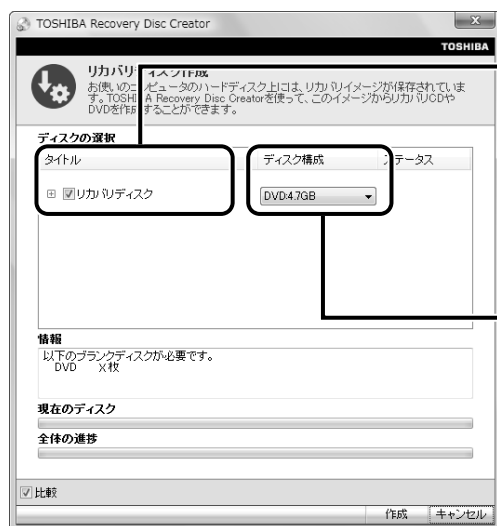 TOSHIBA Recovery Disc Creator
TOSHIBA
リカバリディスク作成
お使いのコンピュータのハードディスク上には、リカバリイメージが保存されていま
す。TOSHIBA Recovery Disc Creatorを使って、このイメージからリカバリCDや
DVDを作成することができます。
ディスクの選択
タイトル ディスク構成 ステータス
リカバリディスク DVD:4.7GB
情報
以下のブランクディスクが必要です。
DVD X枚
現在のディスク
全体の進捗
比較
作成 キャンセル